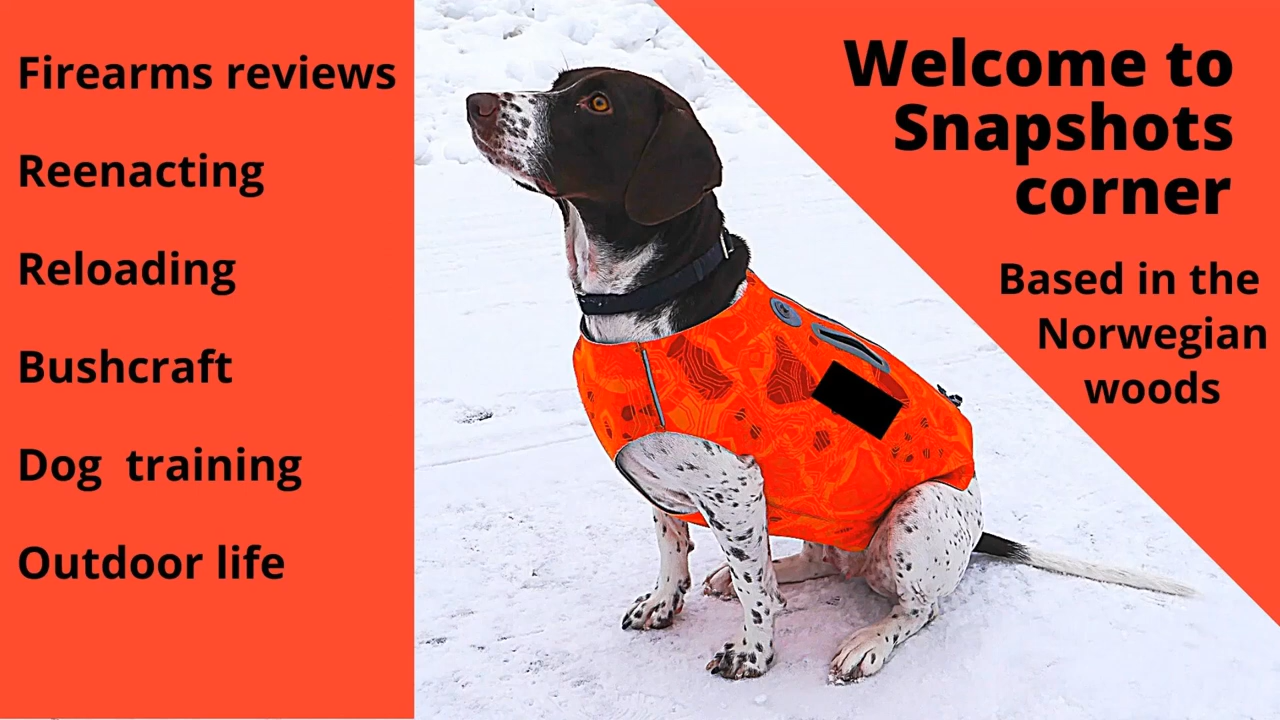 Firearms reviews
Reenacting
Reloading
Bushcraft
Dog  training
Outdoor life
Welcome to
Snapshots
corner
Based in the
Norwegian
woods